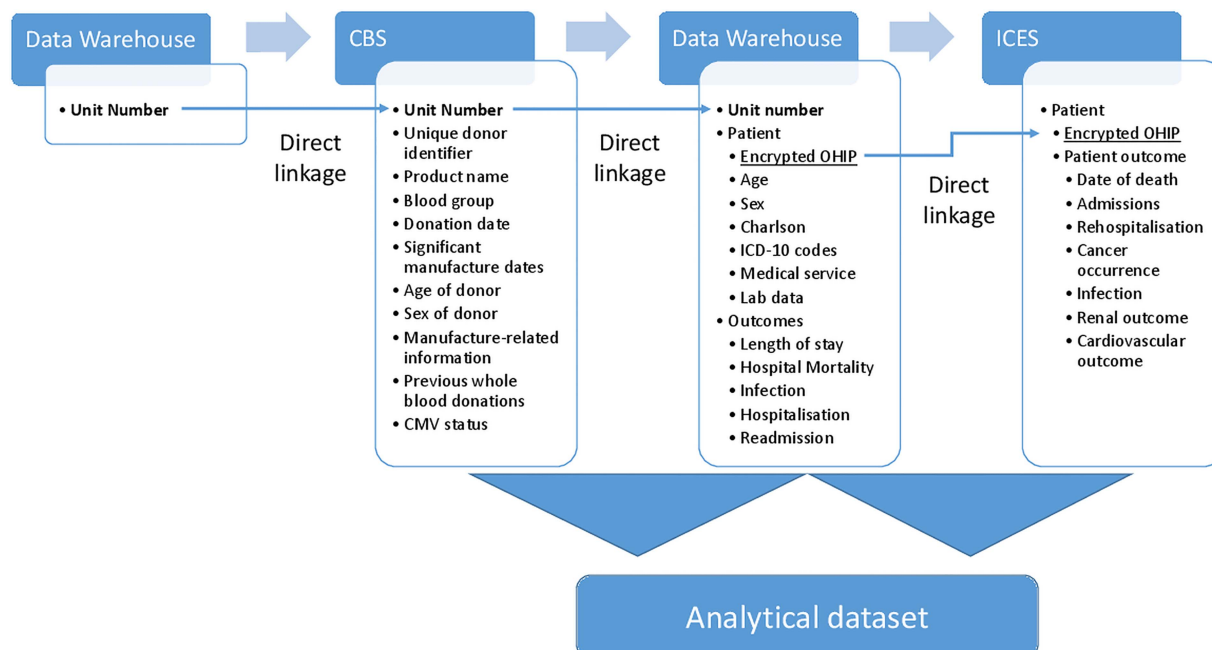 Data Warehouse
CBS
Data Warehouse
ICES
• Unit Number
Direct
linkage
• Unit Number
• Unique donor
identifier
• Product name
• Blood group
• Donation date
• Significant
manufacture dates
• Age of donor
• Sex of donor
• Manufacture-related
information
• Previous whole
blood donations
• CMV status
Direct
linkage
• Unit number
• Patient
• Encrypted OHIP
• Age
• Sex
• Charlson
• ICD-10 codes
• Medical service
• Lab data
• Outcomes
• Length of stay
• Hospital Mortality
• Infection
• Hospitalisation
• Readmission
Direct
linkage
• Patient
• Encrypted OHIP
• Patient outcome
• Date of death
• Admissions
• Rehospitalisation
• Cancer
occurrence
• Infection
• Renal outcome
• Cardiovascular
outcome
Analytical dataset